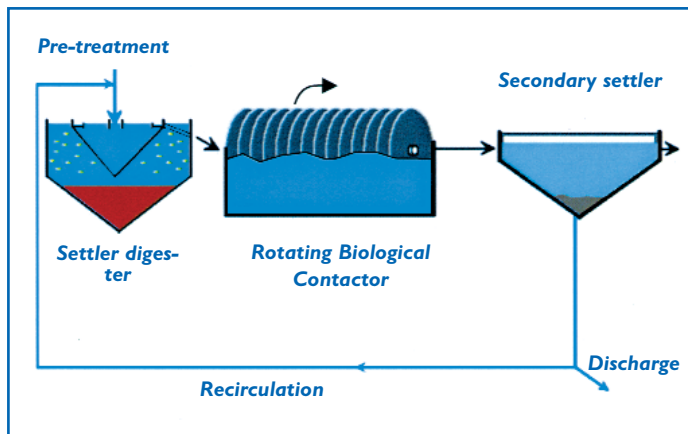 Pre-treatment
Secondary settler
Settler diges-
ter
Rotating Biological
Contactor
Discharge
Recirculation